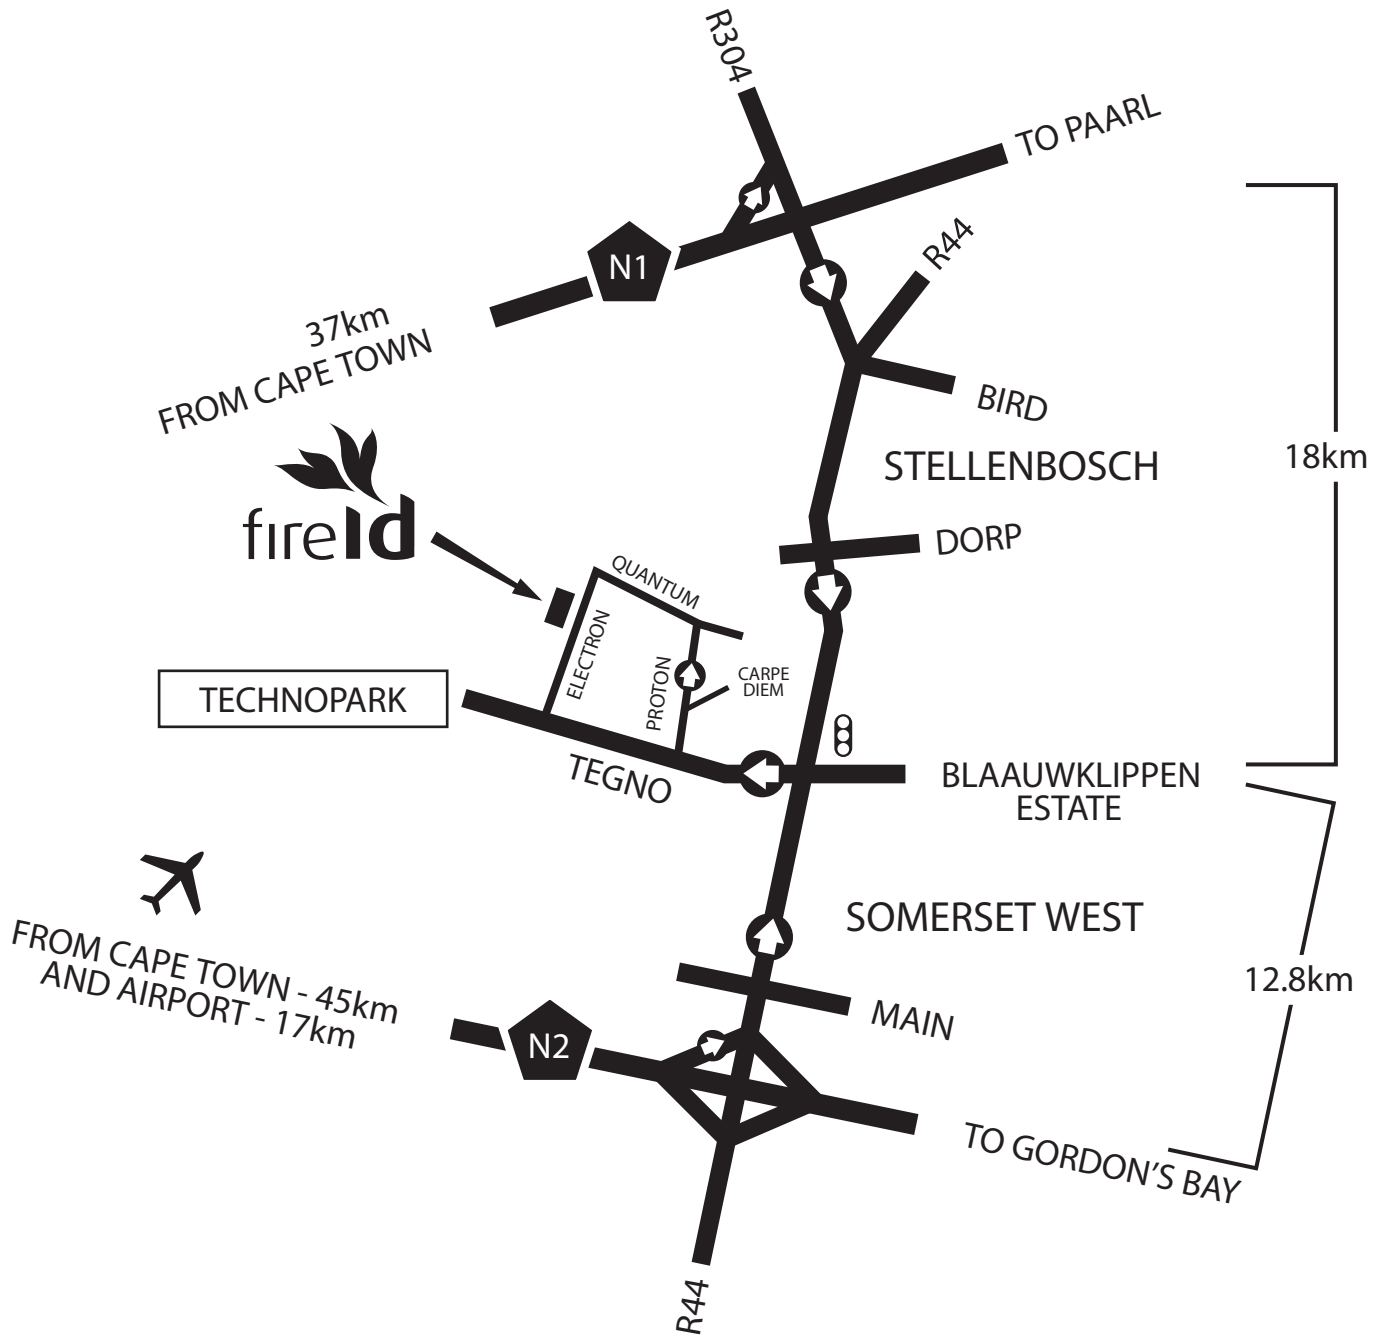 R304
TO PAARL
R44
N1
37km
FROM CAPE TOWN
BIRD
STELLENBOSCH
18km
fireId
DORP
QUANTUM
ELECTRON
PROTON
CARPE
DIEM
TECHNOPARK
TEGNO
BLAAUWKLIPPEN
ESTATE
SOMERSET WEST
FROM CAPE TOWN - 45km
AND AIRPORT - 17km
12.8km
MAIN
N2
TO GORDON'S BAY
R44